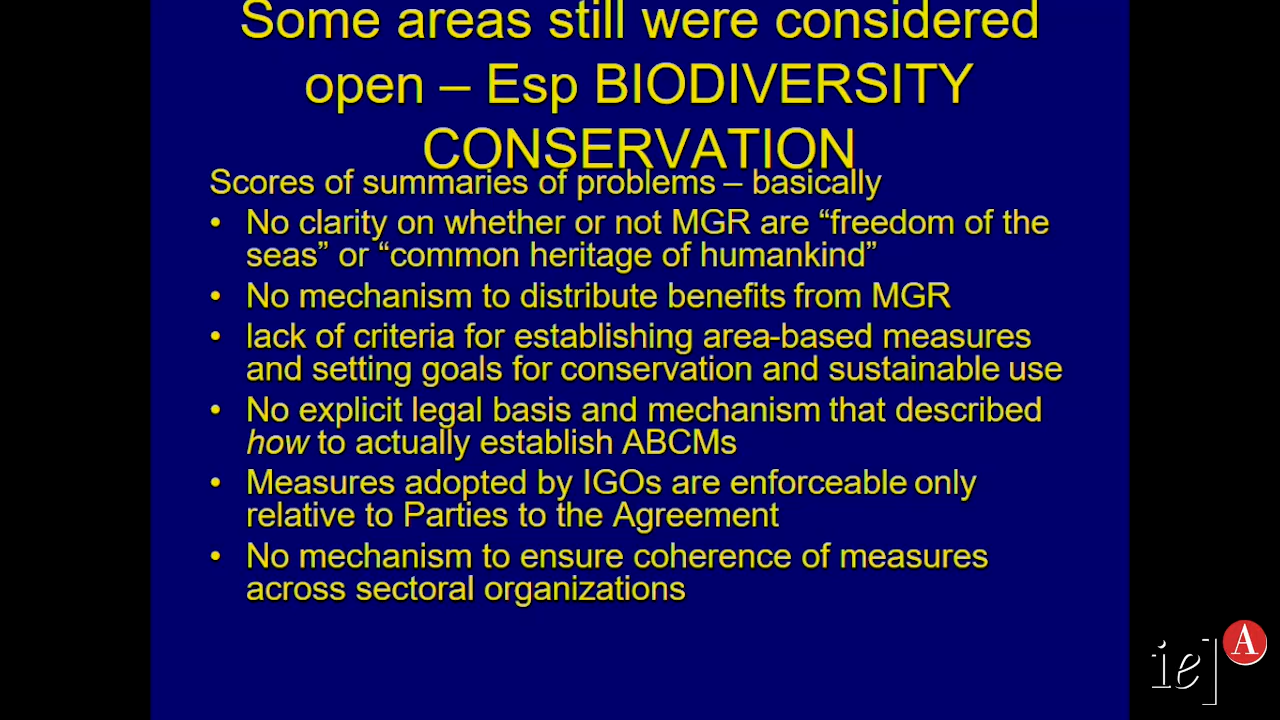 Some areas still were considered
open – Esp BIODIVERSITY
CONSERVATION
Scores of summaries of problems – basically
• No clarity on whether or not MGR are “freedom of the
seas” or “common heritage of humankind”
• No mechanism to distribute benefits from MGR
• lack of criteria for establishing area-based measures
and setting goals for conservation and sustainable use
• No explicit legal basis and mechanism that described
how to actually establish ABCMs
• Measures adopted by IGOs are enforceable only
relative to Parties to the Agreement
• No mechanism to ensure coherence of measures
across sectoral organizations
ie] A